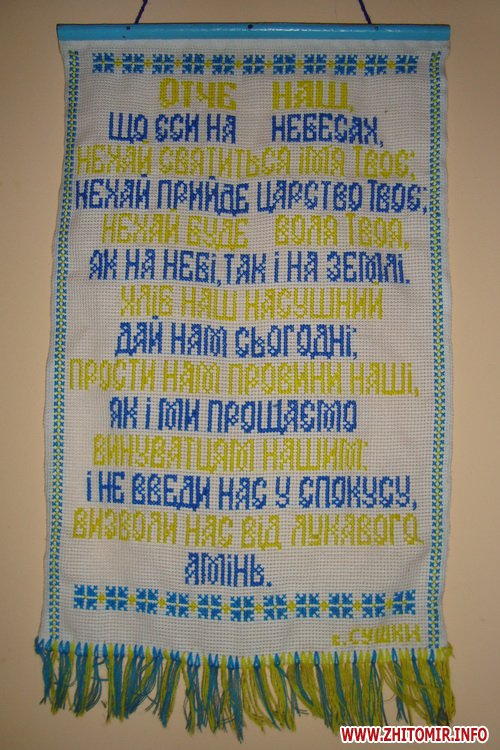 ОТЧЕ НАШ,
ЩО ЄСИ НА НЕБЕСАХ,
НЕХАЙ СВЯТИТЬСЯ ІМЯ ТВОЄ;
НЕХАЙ ПРИЙДЕ ЦАРСТВО ТВОЄ,
НЕХАЙ БУДЕ ВОЛЯ ТВОЯ,
ЯК НА НЕБІ, ТАК І НА ЗЕМЛІ.
ХЛІБ НАШ НАСУШНИЙ
ДАЙ НАМ СЬОГОДНІ;
ПРОСТИ НАМ ПРОВИНИ НАШІ,
ЯК І МИ ПРОЩАЄМО
ВИНУВАТЦЯМ НАШИМ:
І НЕ ВВЕДИ НАС У СПОКУСУ,
ВИЗВОЛИ НАС ВІД ЛУКАВОГО
АМІНЬ.
с. СУШКИ
WWW.ZHITOMIR.INFO